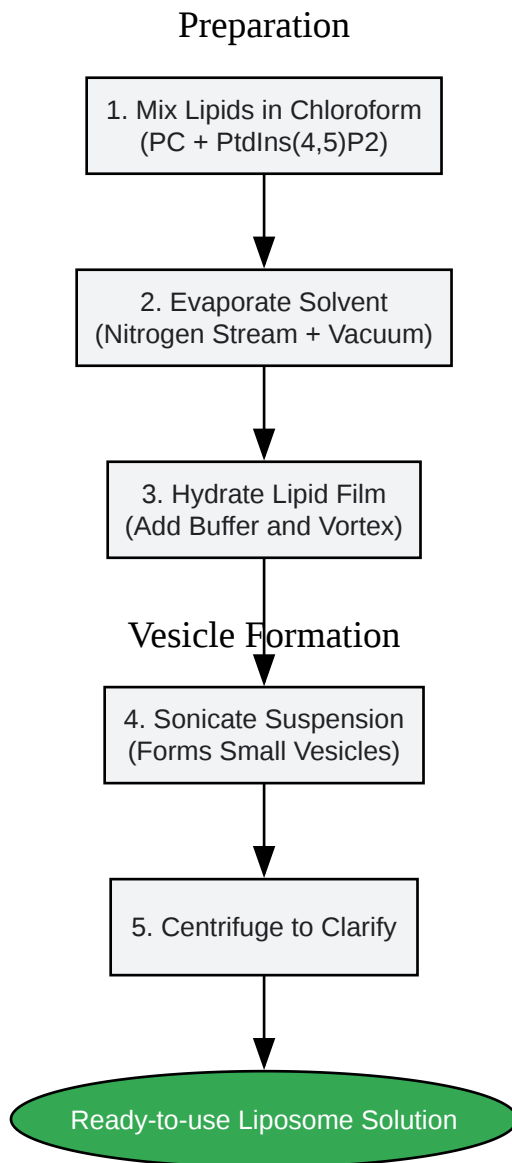 Preparation
1. Mix Lipids in Chloroform
(PC + PtdIns(4,5)P2)
2. Evaporate Solvent
(Nitrogen Stream + Vacuum)
3. Hydrate Lipid Film
(Add Buffer and Vortex)
Vesicle Formation
4. Sonicate Suspension
(Forms Small Vesicles)
5. Centrifuge to Clarify
Ready-to-use Liposome Solution